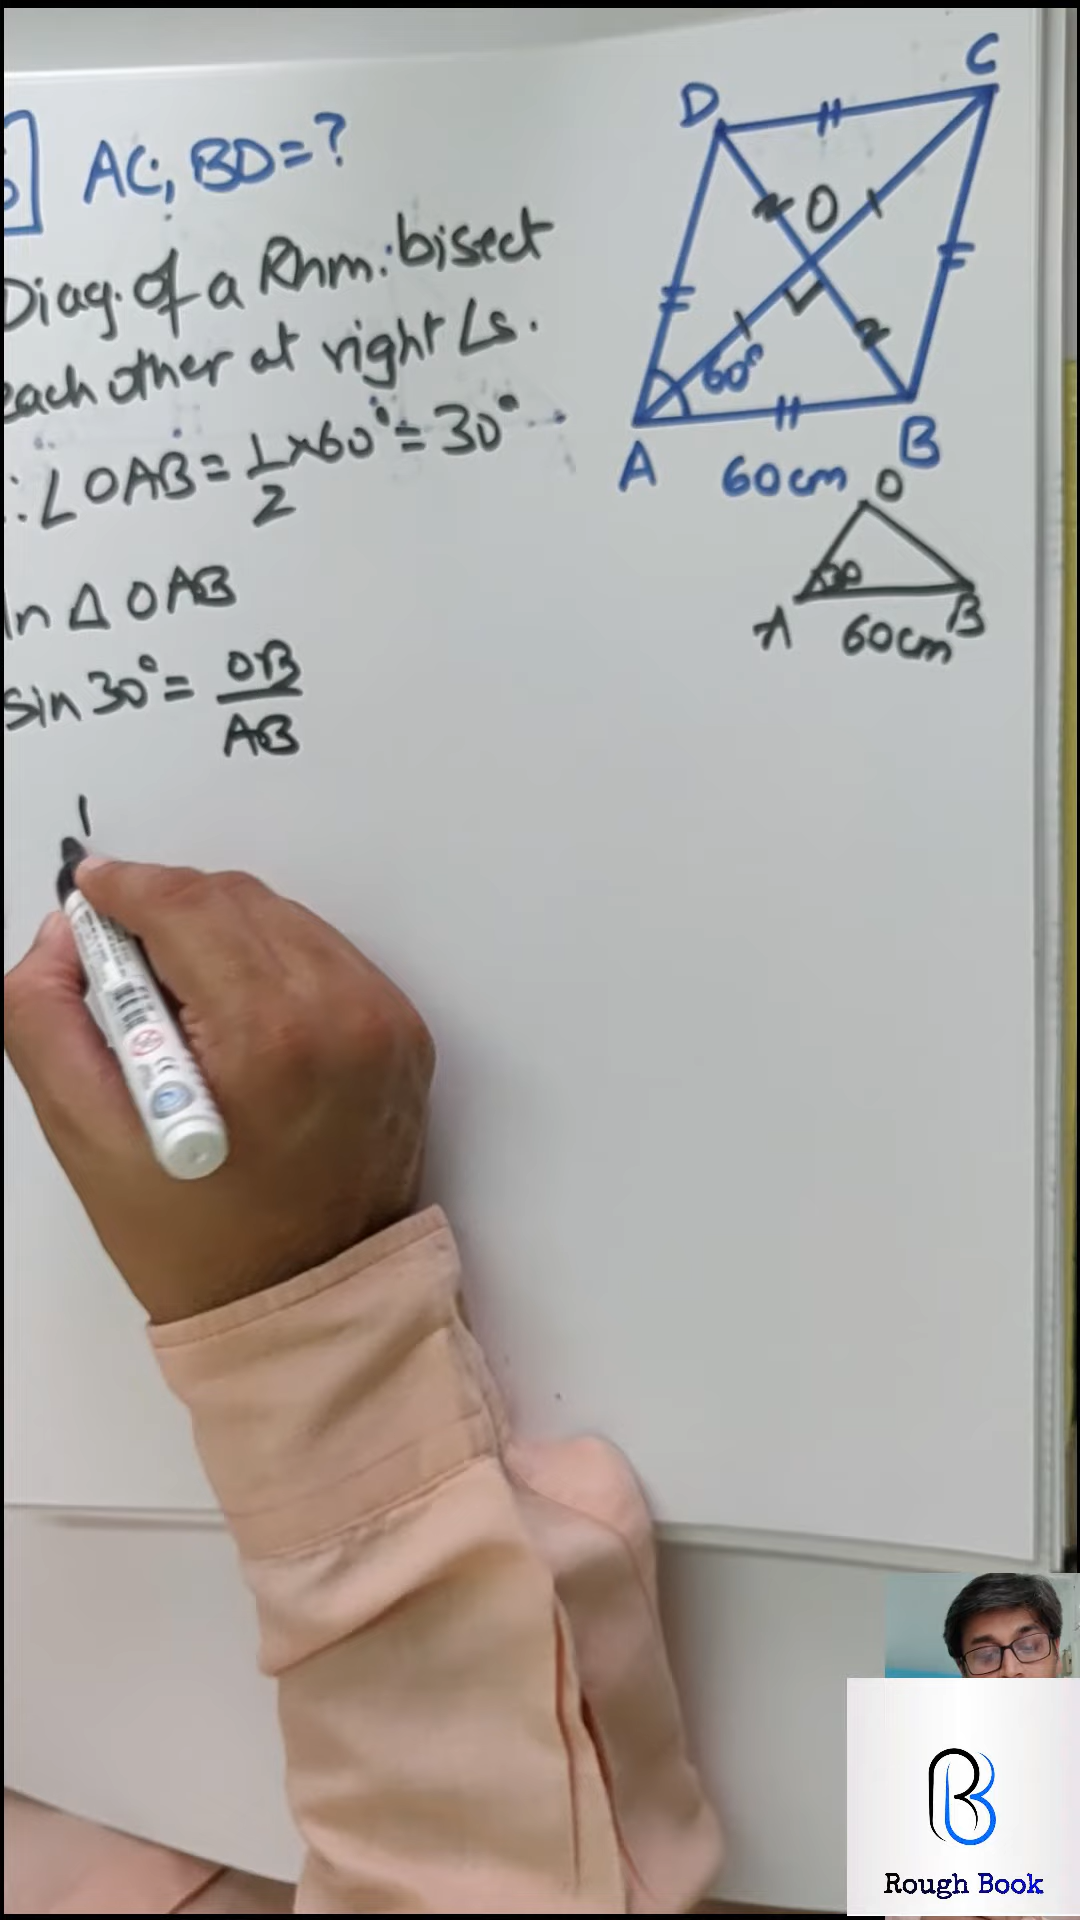 AC, BD=?
Diag. of a Rhm. bisect
each other at right ∠s.
∴ ∠OAB = 1/2 × 60° = 30°
In △ OAB
sin 30° = OB/AB
1
D
C
O
60°
A
B
60cm
O
30
A
B
60cm
B
Rough Book